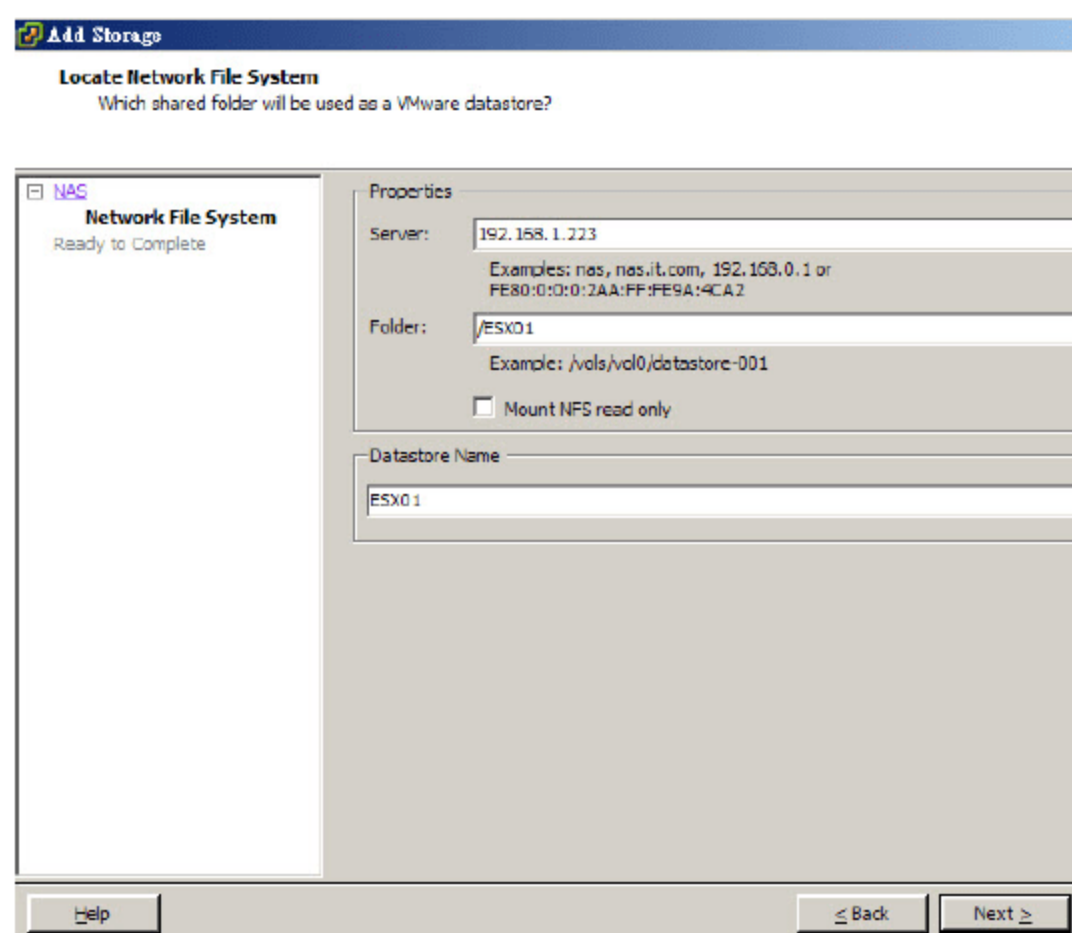 Add Storage
Locate Network File System
Which shared folder will be used as a VMware datastore?
NAS
Network File System
Ready to Complete
Properties
Server:
192.168.1.223
Examples: nas, nas.it.com, 192.168.0.1 or
FE80:0:0:0:2AA:FF:FE9A:4CA2
Folder:
/ESX01
Example: /vols/vol0/datastore-001
Mount NFS read only
Datastore Name
ESX01
Help
≤ Back
Next ≥